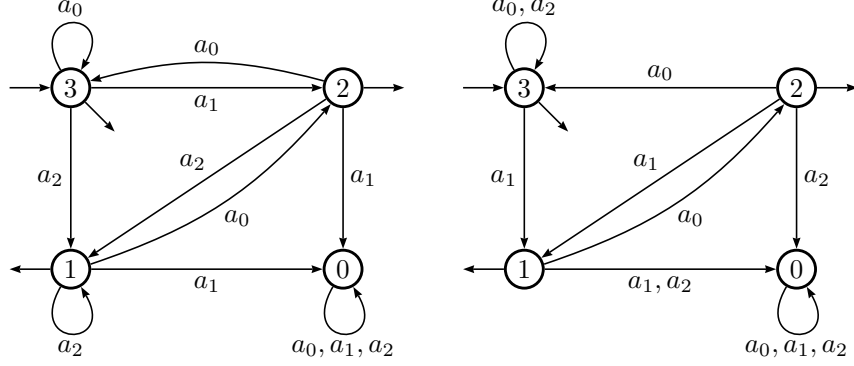 a₀
a₀, a₂
a₀
a₀
3
2
3
2
a₁
a₂
a₂
a₁
a₁
a₁
a₂
a₀
a₀
1
0
1
0
a₁
a₁, a₂
a₂
a₀, a₁, a₂
a₀, a₁, a₂